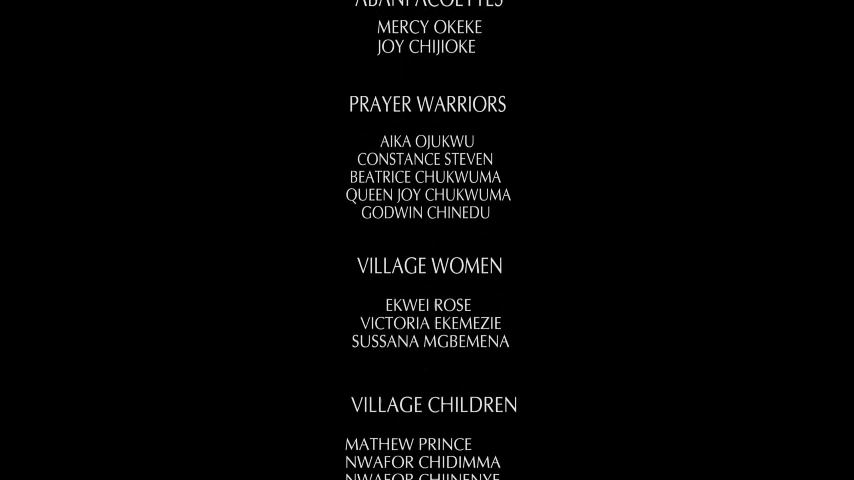 MERCY OKEKE
JOY CHIJIOKE
PRAYER WARRIORS
AIKA OJUKWU
CONSTANCE STEVEN
BEATRICE CHUKWUMA
QUEEN JOY CHUKWUMA
GODWIN CHINEDU
VILLAGE WOMEN
EKWEI ROSE
VICTORIA EKEMEZIE
SUSSANA MGBEMENA
VILLAGE CHILDREN
MATHEW PRINCE
NWAFOR CHIDIMMA
NWAFOR